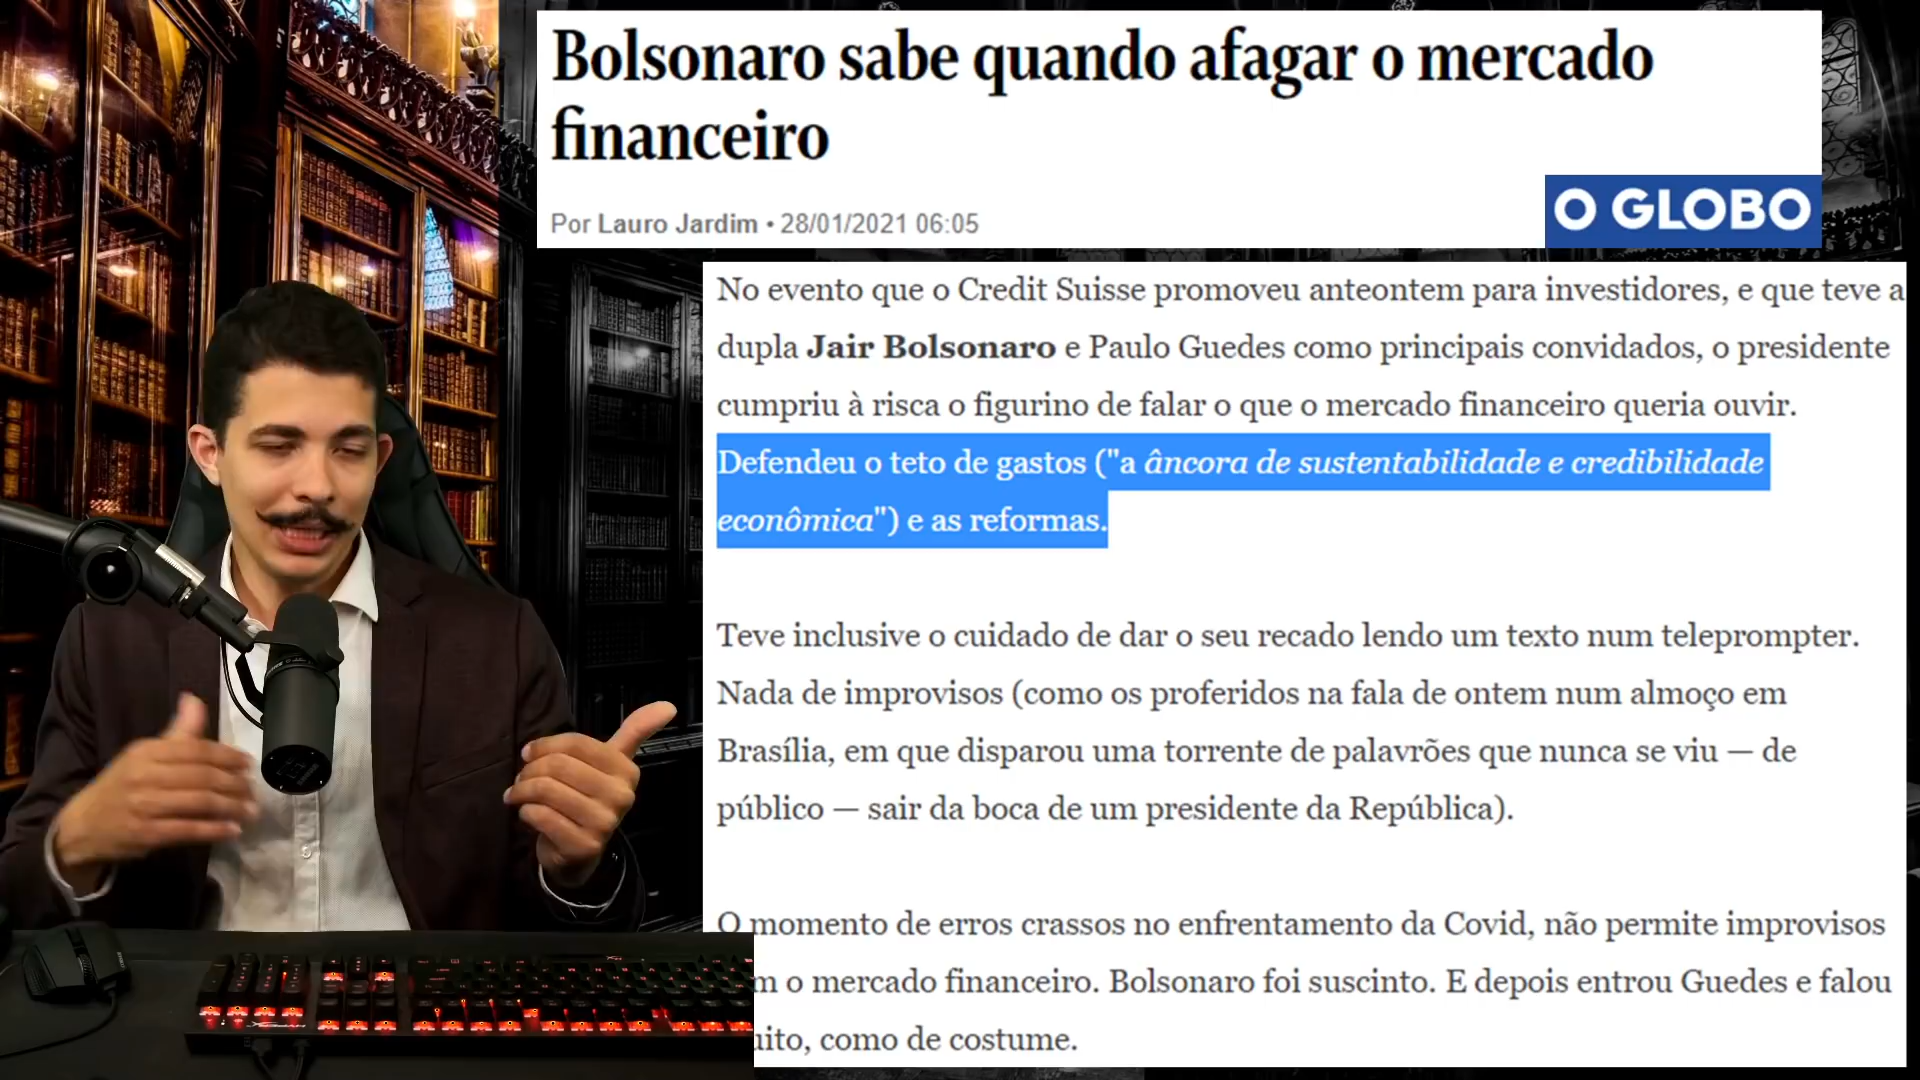 Bolsonaro sabe quando afagar o mercado
financeiro
Por Lauro Jardim • 28/01/2021 06:05
O GLOBO
No evento que o Credit Suisse promoveu anteontem para investidores, e que teve a
dupla Jair Bolsonaro e Paulo Guedes como principais convidados, o presidente
cumpriu à risca o figurino de falar o que o mercado financeiro queria ouvir.
Defendeu o teto de gastos ("a âncora de sustentabilidade e credibilidade
econômica") e as reformas.
Teve inclusive o cuidado de dar o seu recado lendo um texto num teleprompter.
Nada de improvisos (como os proferidos na fala de ontem num almoço em
Brasília, em que disparou uma torrente de palavrões que nunca se viu — de
público — sair da boca de um presidente da República).
O momento de erros crassos no enfrentamento da Covid, não permite improvisos
m o mercado financeiro. Bolsonaro foi suscinto. E depois entrou Guedes e falou
uito, como de costume.